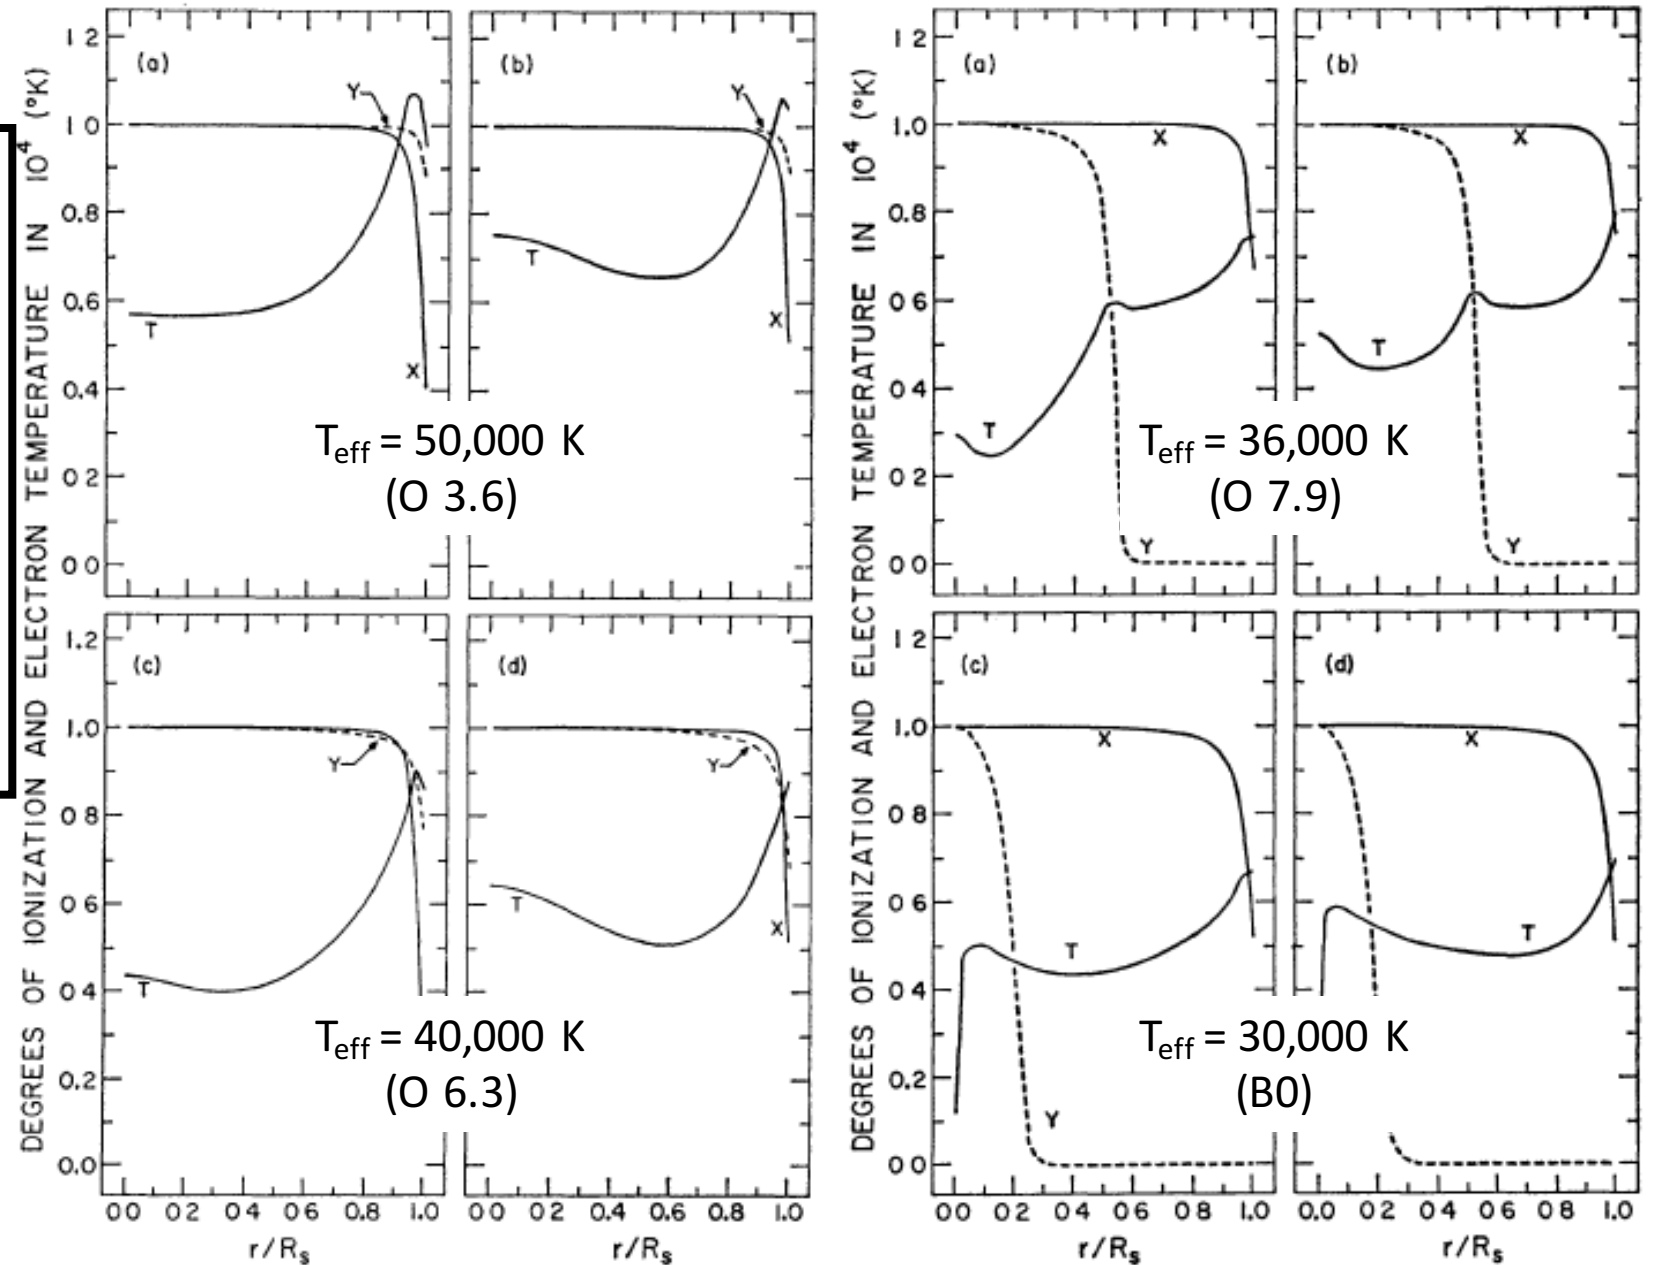 DEGREES OF IONIZATION AND ELECTRON TEMPERATURE IN 10⁴ (°K)
1 2
1 0
0.8
0.6
0 4
0 2
0 0
(a)
Y
T
X
(b)
Y
T
X
T_eff = 50,000 K
(O 3.6)
1.2
1.0
0 8
0 6
0 4
0.2
0.0
(c)
Y
T
(d)
Y
T
X
T_eff = 40,000 K
(O 6.3)
0 0 0 2 0 4 0 6 0 8 1.0
r/R_s
0 0 0 2 0.4 0.6 0 8 1.0
r/R_s
DEGREES OF IONIZATION AND ELECTRON TEMPERATURE IN 10⁴ (°K)
1 2
1.0
0.8
0 6
0 4
0 2
0 0
(a)
X
T
Y
(b)
X
T
Y
T_eff = 36,000 K
(O 7.9)
1 2
1.0
0 8
0 6
0 4
0 2
0 0
(c)
X
T
Y
(d)
X
T
T_eff = 30,000 K
(B0)
0 0 0 2 0 4 0 6 0 8 1.0
r/R_s
0 0 0 2 0 4 0 6 0 8 1.0
r/R_s